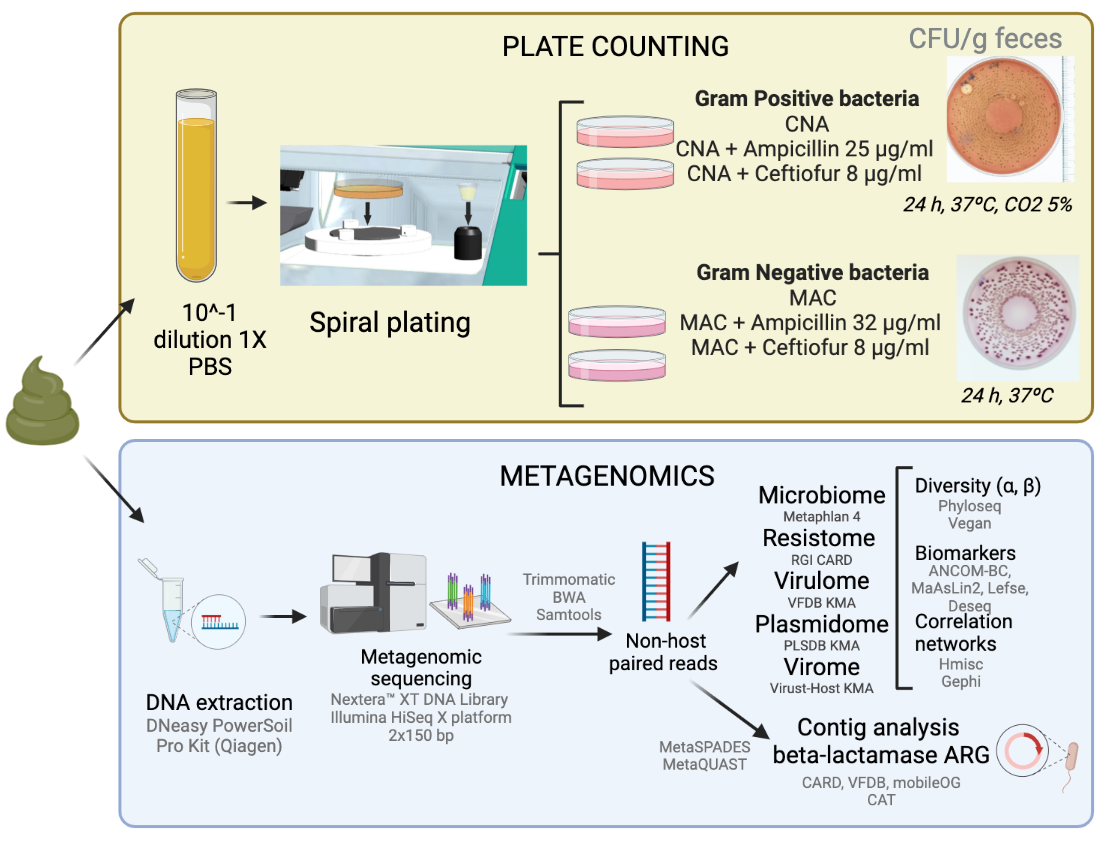 PLATE COUNTING
CFU/g feces
10^-1
dilution 1X
PBS
Spiral plating
Gram Positive bacteria
CNA
CNA + Ampicillin 25 µg/ml
CNA + Ceftiofur 8 µg/ml
24 h, 37ºC, CO2 5%
Gram Negative bacteria
MAC
MAC + Ampicillin 32 µg/ml
MAC + Ceftiofur 8 µg/ml
24 h, 37ºC
METAGENOMICS
DNA extraction
DNeasy PowerSoil
Pro Kit (Qiagen)
Metagenomic
sequencing
Nextera™ XT DNA Library
Illumina HiSeq X platform
2x150 bp
Trimmomatic
BWA
Samtools
Non-host
paired reads
Microbiome
Metaphlan 4
Resistome
RGI CARD
Virulome
VFDB KMA
Plasmidome
PLSDB KMA
Virome
Virust-Host KMA
Diversity (α, β)
Phyloseq
Vegan
Biomarkers
ANCOM-BC,
MaAsLin2, Lefse,
Deseq
Correlation
networks
Hmisc
Gephi
MetaSPADES
MetaQUAST
Contig analysis
beta-lactamase ARG
CARD, VFDB, mobileOG
CAT